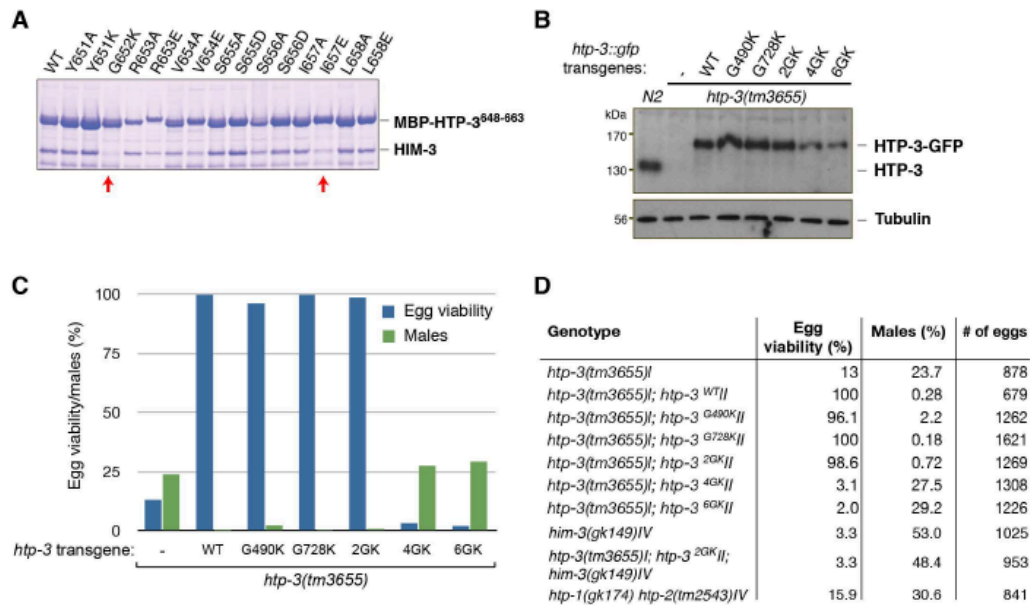 A
WT
Y651A
Y651K
G652K
R653A
R653E
V654A
V654E
S655A
S655D
S656A
S656D
I657A
I657E
L658A
L658E
MBP-HTP-3648-663
HIM-3
B
htp-3::gfp
transgenes:
-
WT
G490K
G728K
2GK
4GK
6GK
N2
htp-3(tm3655)
kDa
170
130
HTP-3-GFP
HTP-3
56
Tubulin
C
Egg viability/males (%)
100
75
50
25
0
Egg viability
Males
htp-3 transgene: - WT G490K G728K 2GK 4GK 6GK
htp-3(tm3655)
D
Genotype Egg viability (%) Males (%) # of eggs
htp-3(tm3655)I 13 23.7 878
htp-3(tm3655)I; htp-3 WTII 100 0.28 679
htp-3(tm3655)I; htp-3 G490KII 96.1 2.2 1262
htp-3(tm3655)I; htp-3 G728KII 100 0.18 1621
htp-3(tm3655)I; htp-3 2GKII 98.6 0.72 1269
htp-3(tm3655)I; htp-3 4GKII 3.1 27.5 1308
htp-3(tm3655)I; htp-3 6GKII 2.0 29.2 1226
him-3(gk149)IV 3.3 53.0 1025
htp-3(tm3655)I; htp-3 2GKII;
him-3(gk149)IV 3.3 48.4 953
htp-1(gk174) htp-2(tm2543)IV 15.9 30.6 841